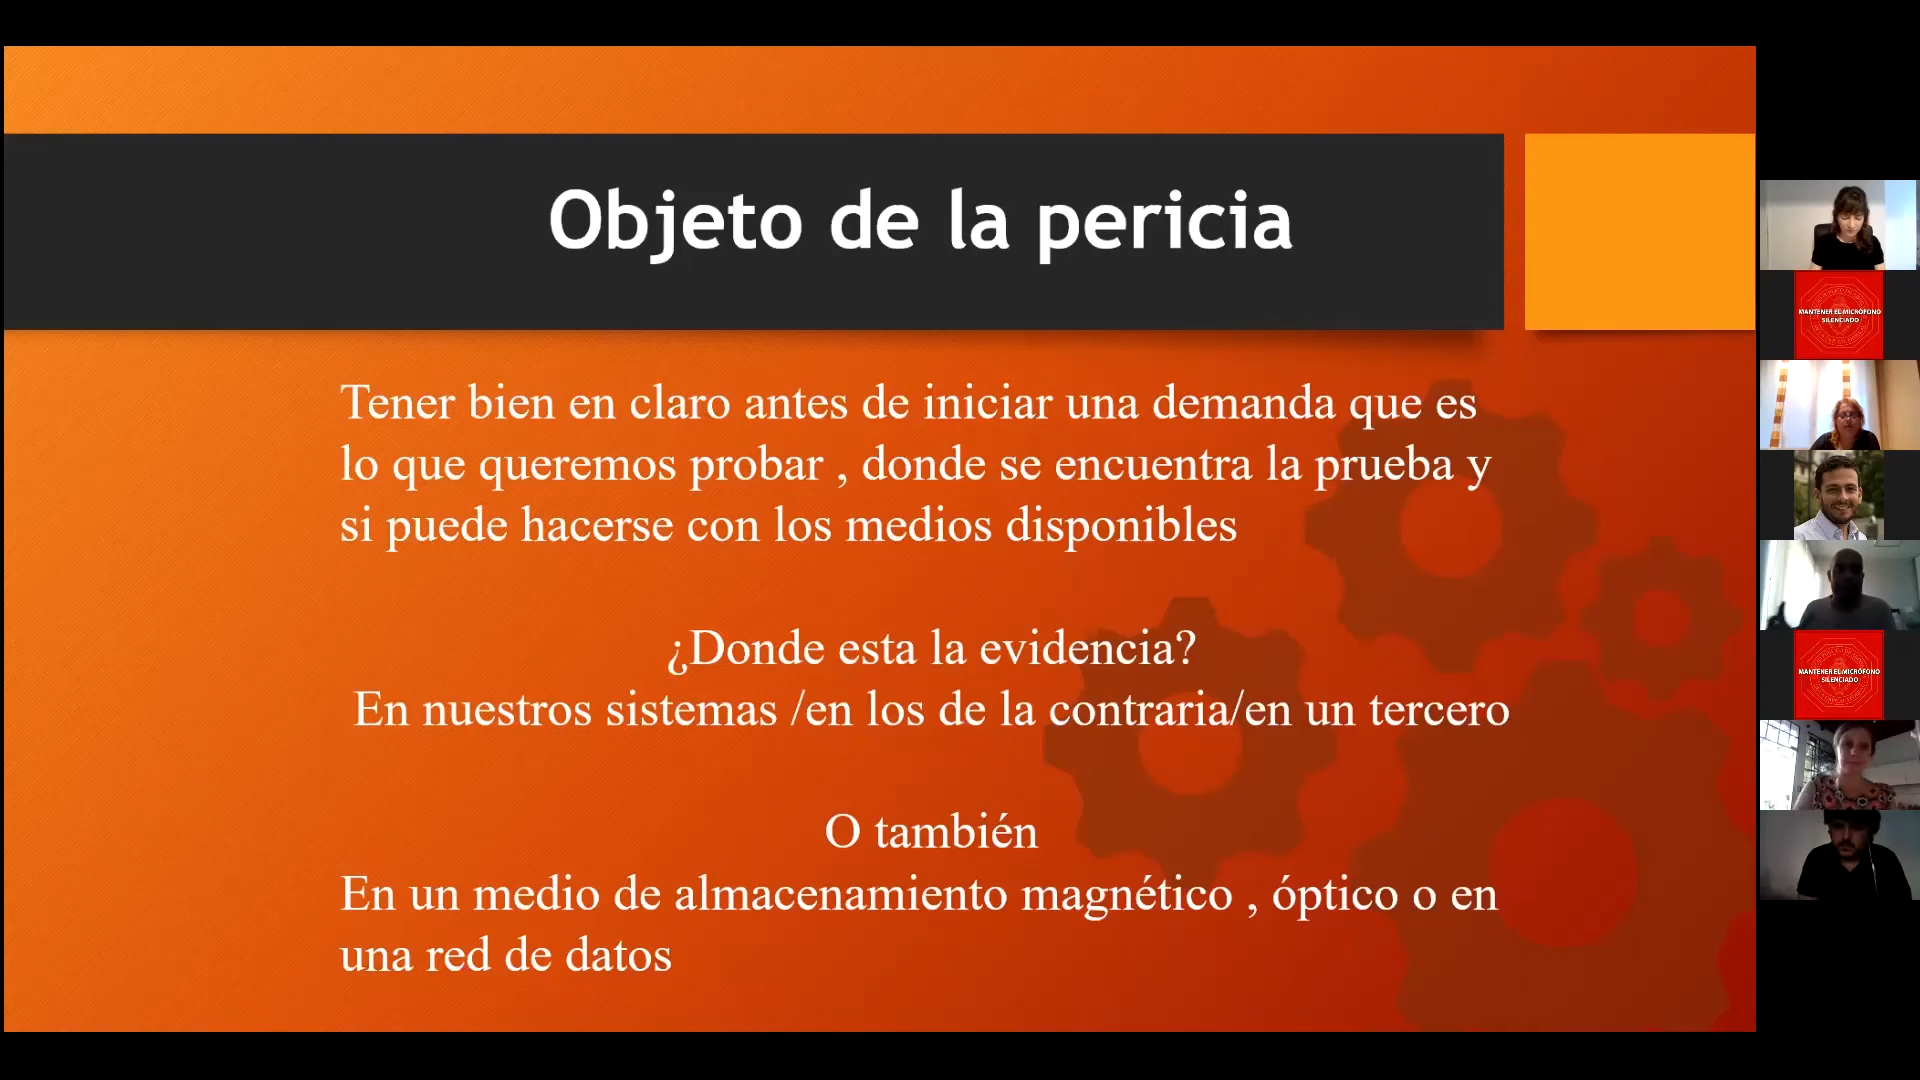 Objeto de la pericia
Tener bien en claro antes de iniciar una demanda que es
lo que queremos probar , donde se encuentra la prueba y
si puede hacerse con los medios disponibles
¿Donde esta la evidencia?
En nuestros sistemas /en los de la contraria/en un tercero
O también
En un medio de almacenamiento magnético , óptico o en
una red de datos
MANTENER EL MICRÓFONO
SILENCIADO
MANTENER EL MICRÓFONO
SILENCIADO